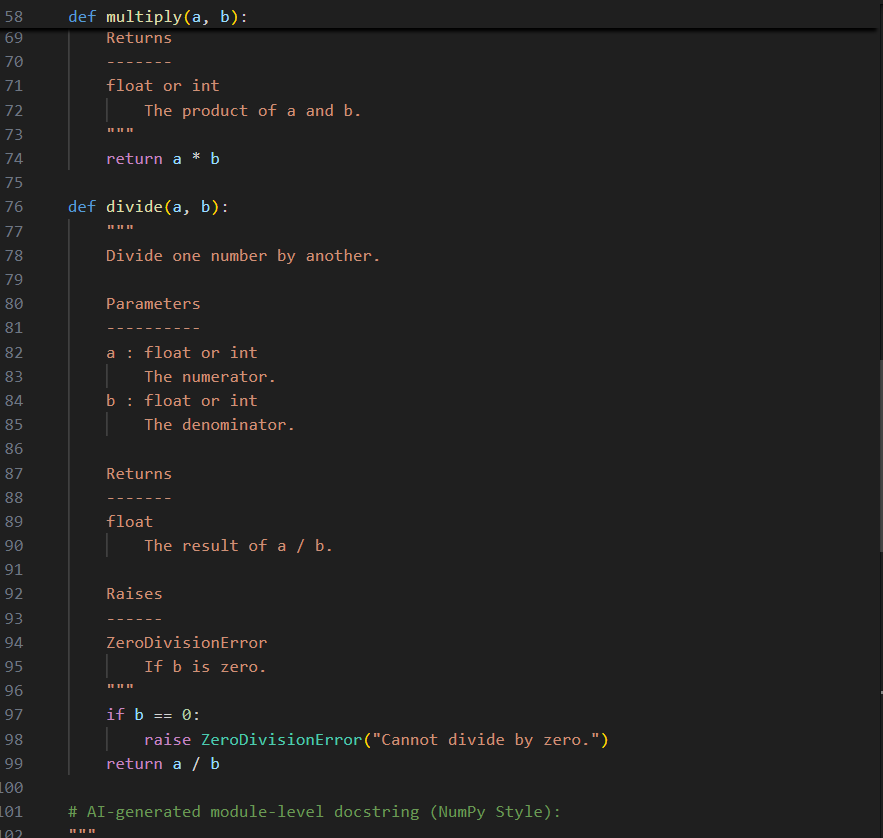 58 def multiply(a, b):
69 Returns
70 -------
71 float or int
72 The product of a and b.
73 """
74 return a * b
75
76 def divide(a, b):
77 """
78 Divide one number by another.
79
80 Parameters
81 ----------
82 a : float or int
83 The numerator.
84 b : float or int
85 The denominator.
86
87 Returns
88 -------
89 float
90 The result of a / b.
91
92 Raises
93 ------
94 ZeroDivisionError
95 If b is zero.
96 """
97 if b == 0:
98 raise ZeroDivisionError("Cannot divide by zero.")
99 return a / b
100
101 # AI-generated module-level docstring (NumPy Style):
102 """